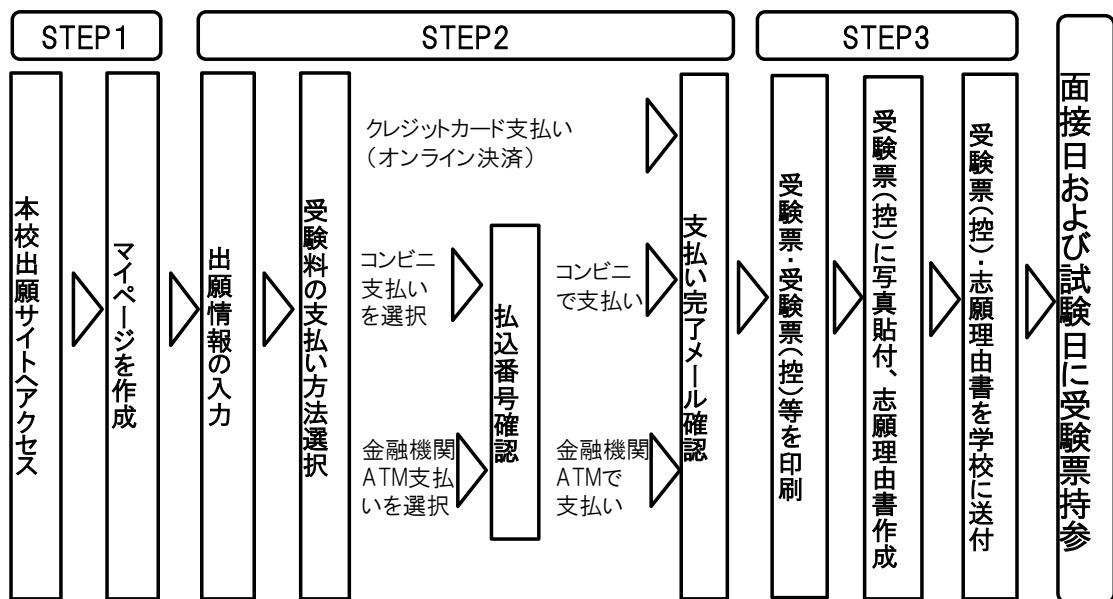 STEP1
STEP2
STEP3
本校出願サイトへアクセス
マイページを作成
出願情報の入力
受験料の支払い方法選択
クレジットカード支払い
（オンライン決済）
コンビニ
支払い
を選択
金融機関
ATM支払
いを選択
払込番号確認
コンビニ
で支払い
金融機関
ATMで
支払い
支払い完了メール確認
受験票・受験票（控）等を印刷
受験票（控）に写真貼付、志願理由書作成
受験票（控）・志願理由書を学校に送付
面接日および試験日に受験票持参